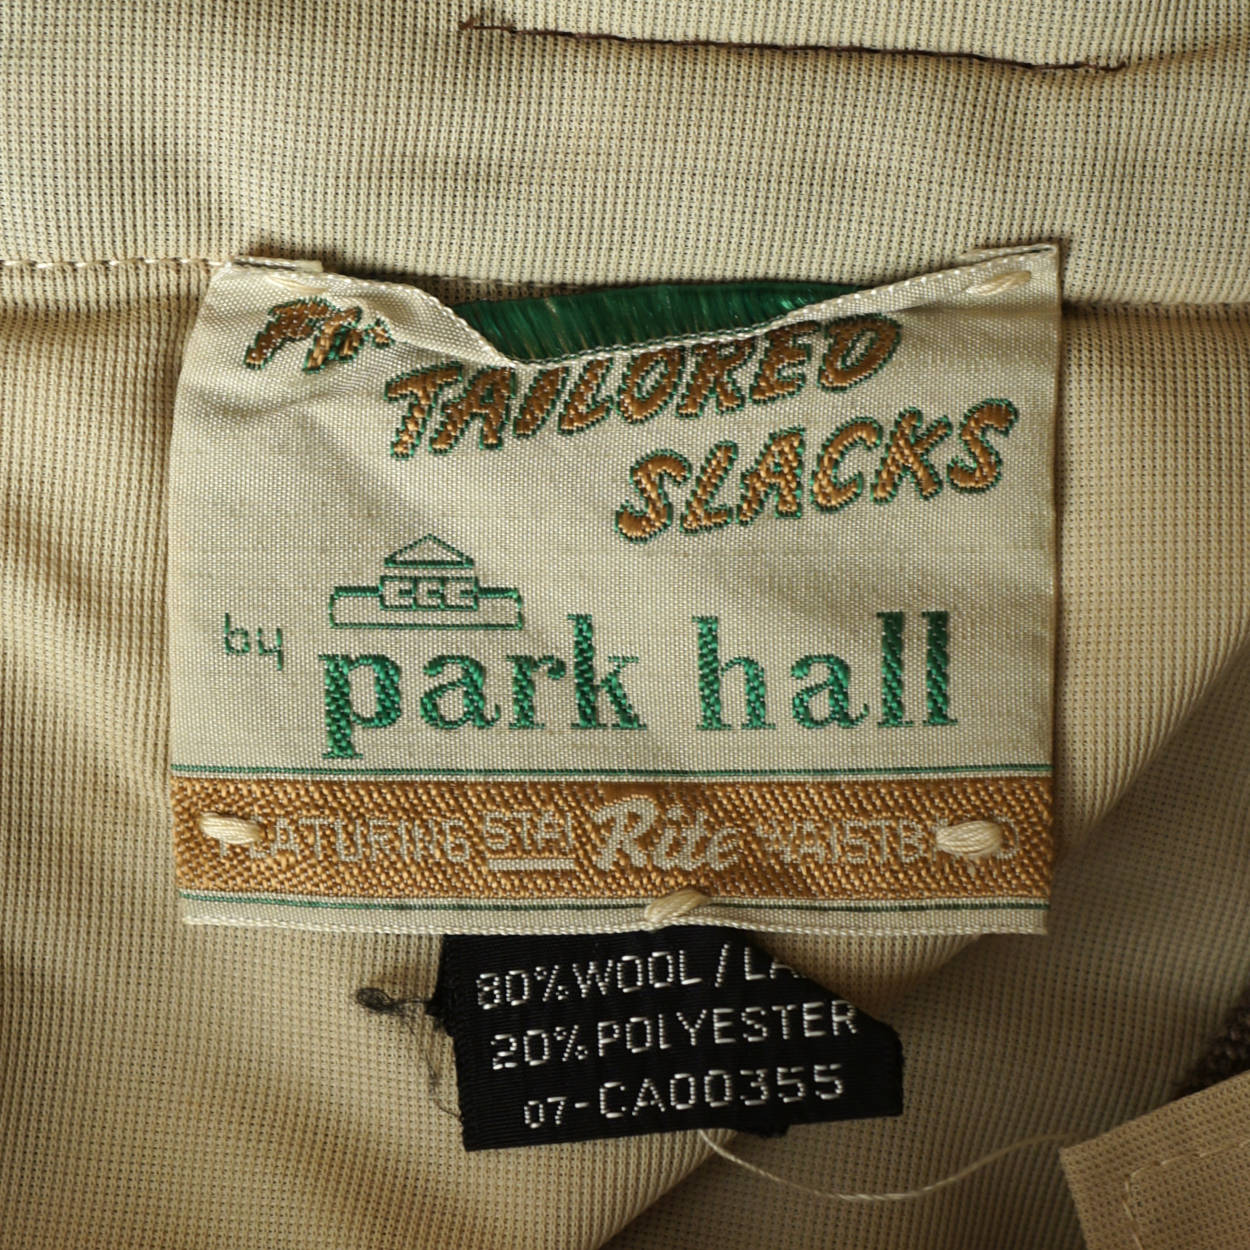 TAILORED
SLACKS
by park hall
FEATURING STA Rite WAISTBAND
80% WOOL / LA
20% POLYESTER
07-CA00355